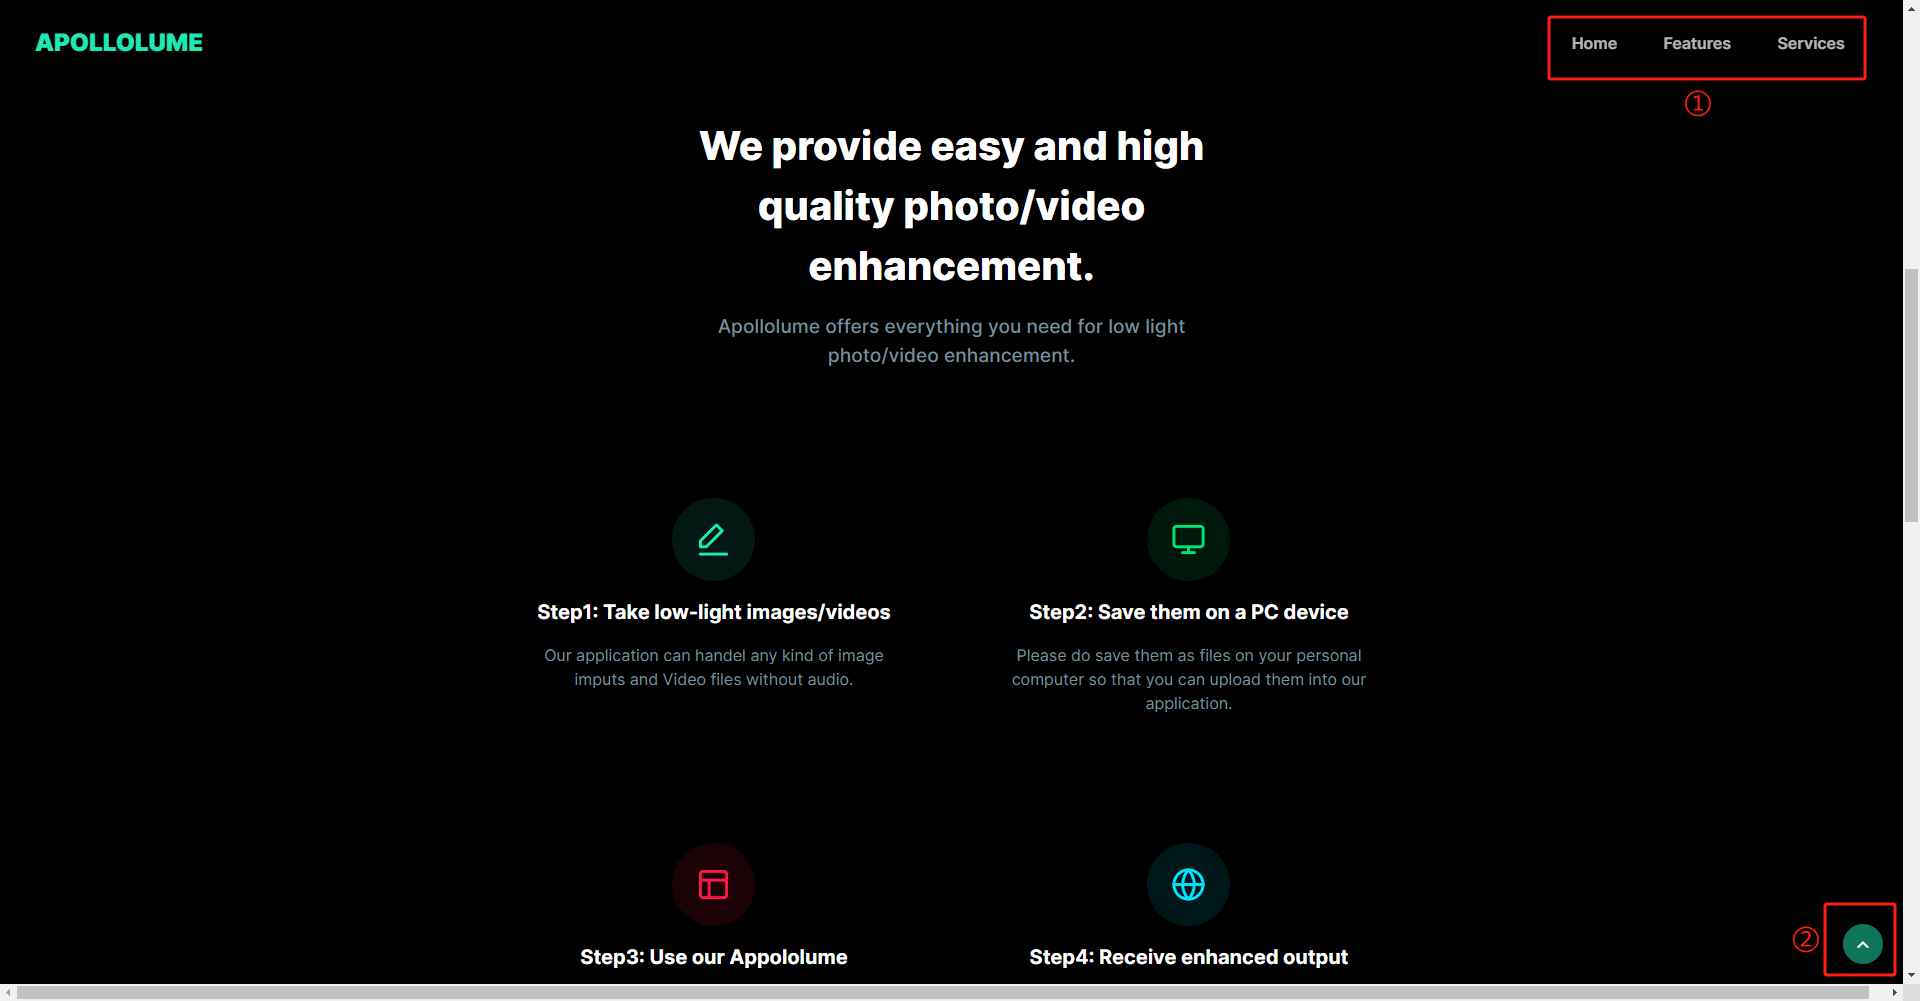 APOLLOLUME
Home Features Services
①
We provide easy and high
quality photo/video
enhancement.
Apollolume offers everything you need for low light
photo/video enhancement.
Step1: Take low-light images/videos
Our application can handel any kind of image
imputs and Video files without audio.
Step2: Save them on a PC device
Please do save them as files on your personal
computer so that you can upload them into our
application.
Step3: Use our Appololume
Step4: Receive enhanced output
②